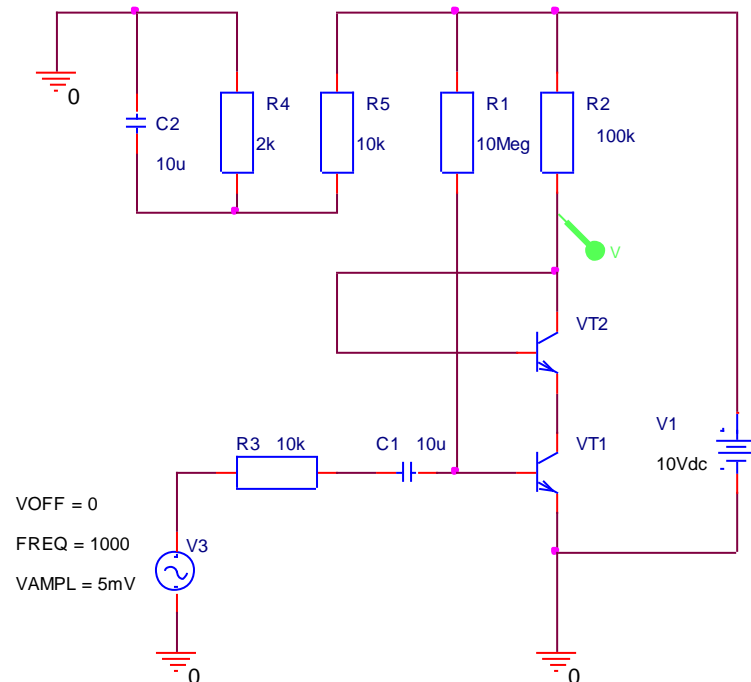 0
C2
10u
R4
2k
R5
10k
R1
10Meg
R2
100k
V
VT2
R3 10k
C1 10u
VT1
V1
10Vdc
VOFF = 0
FREQ = 1000
VAMPL = 5mV
V3
0
0